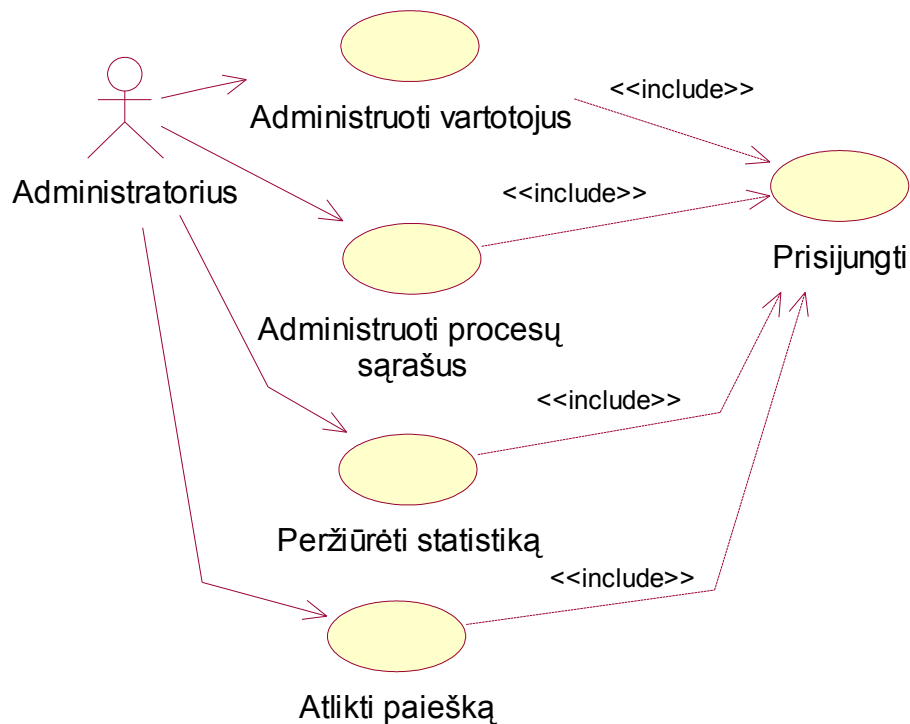 Administruoti vartotojus
<<include>>
Administratorius
<<include>>
Prisijungti
Administruoti procesų
sąrašus
<<include>>
Peržiūrėti statistiką
<<include>>
Atlikti paiešką